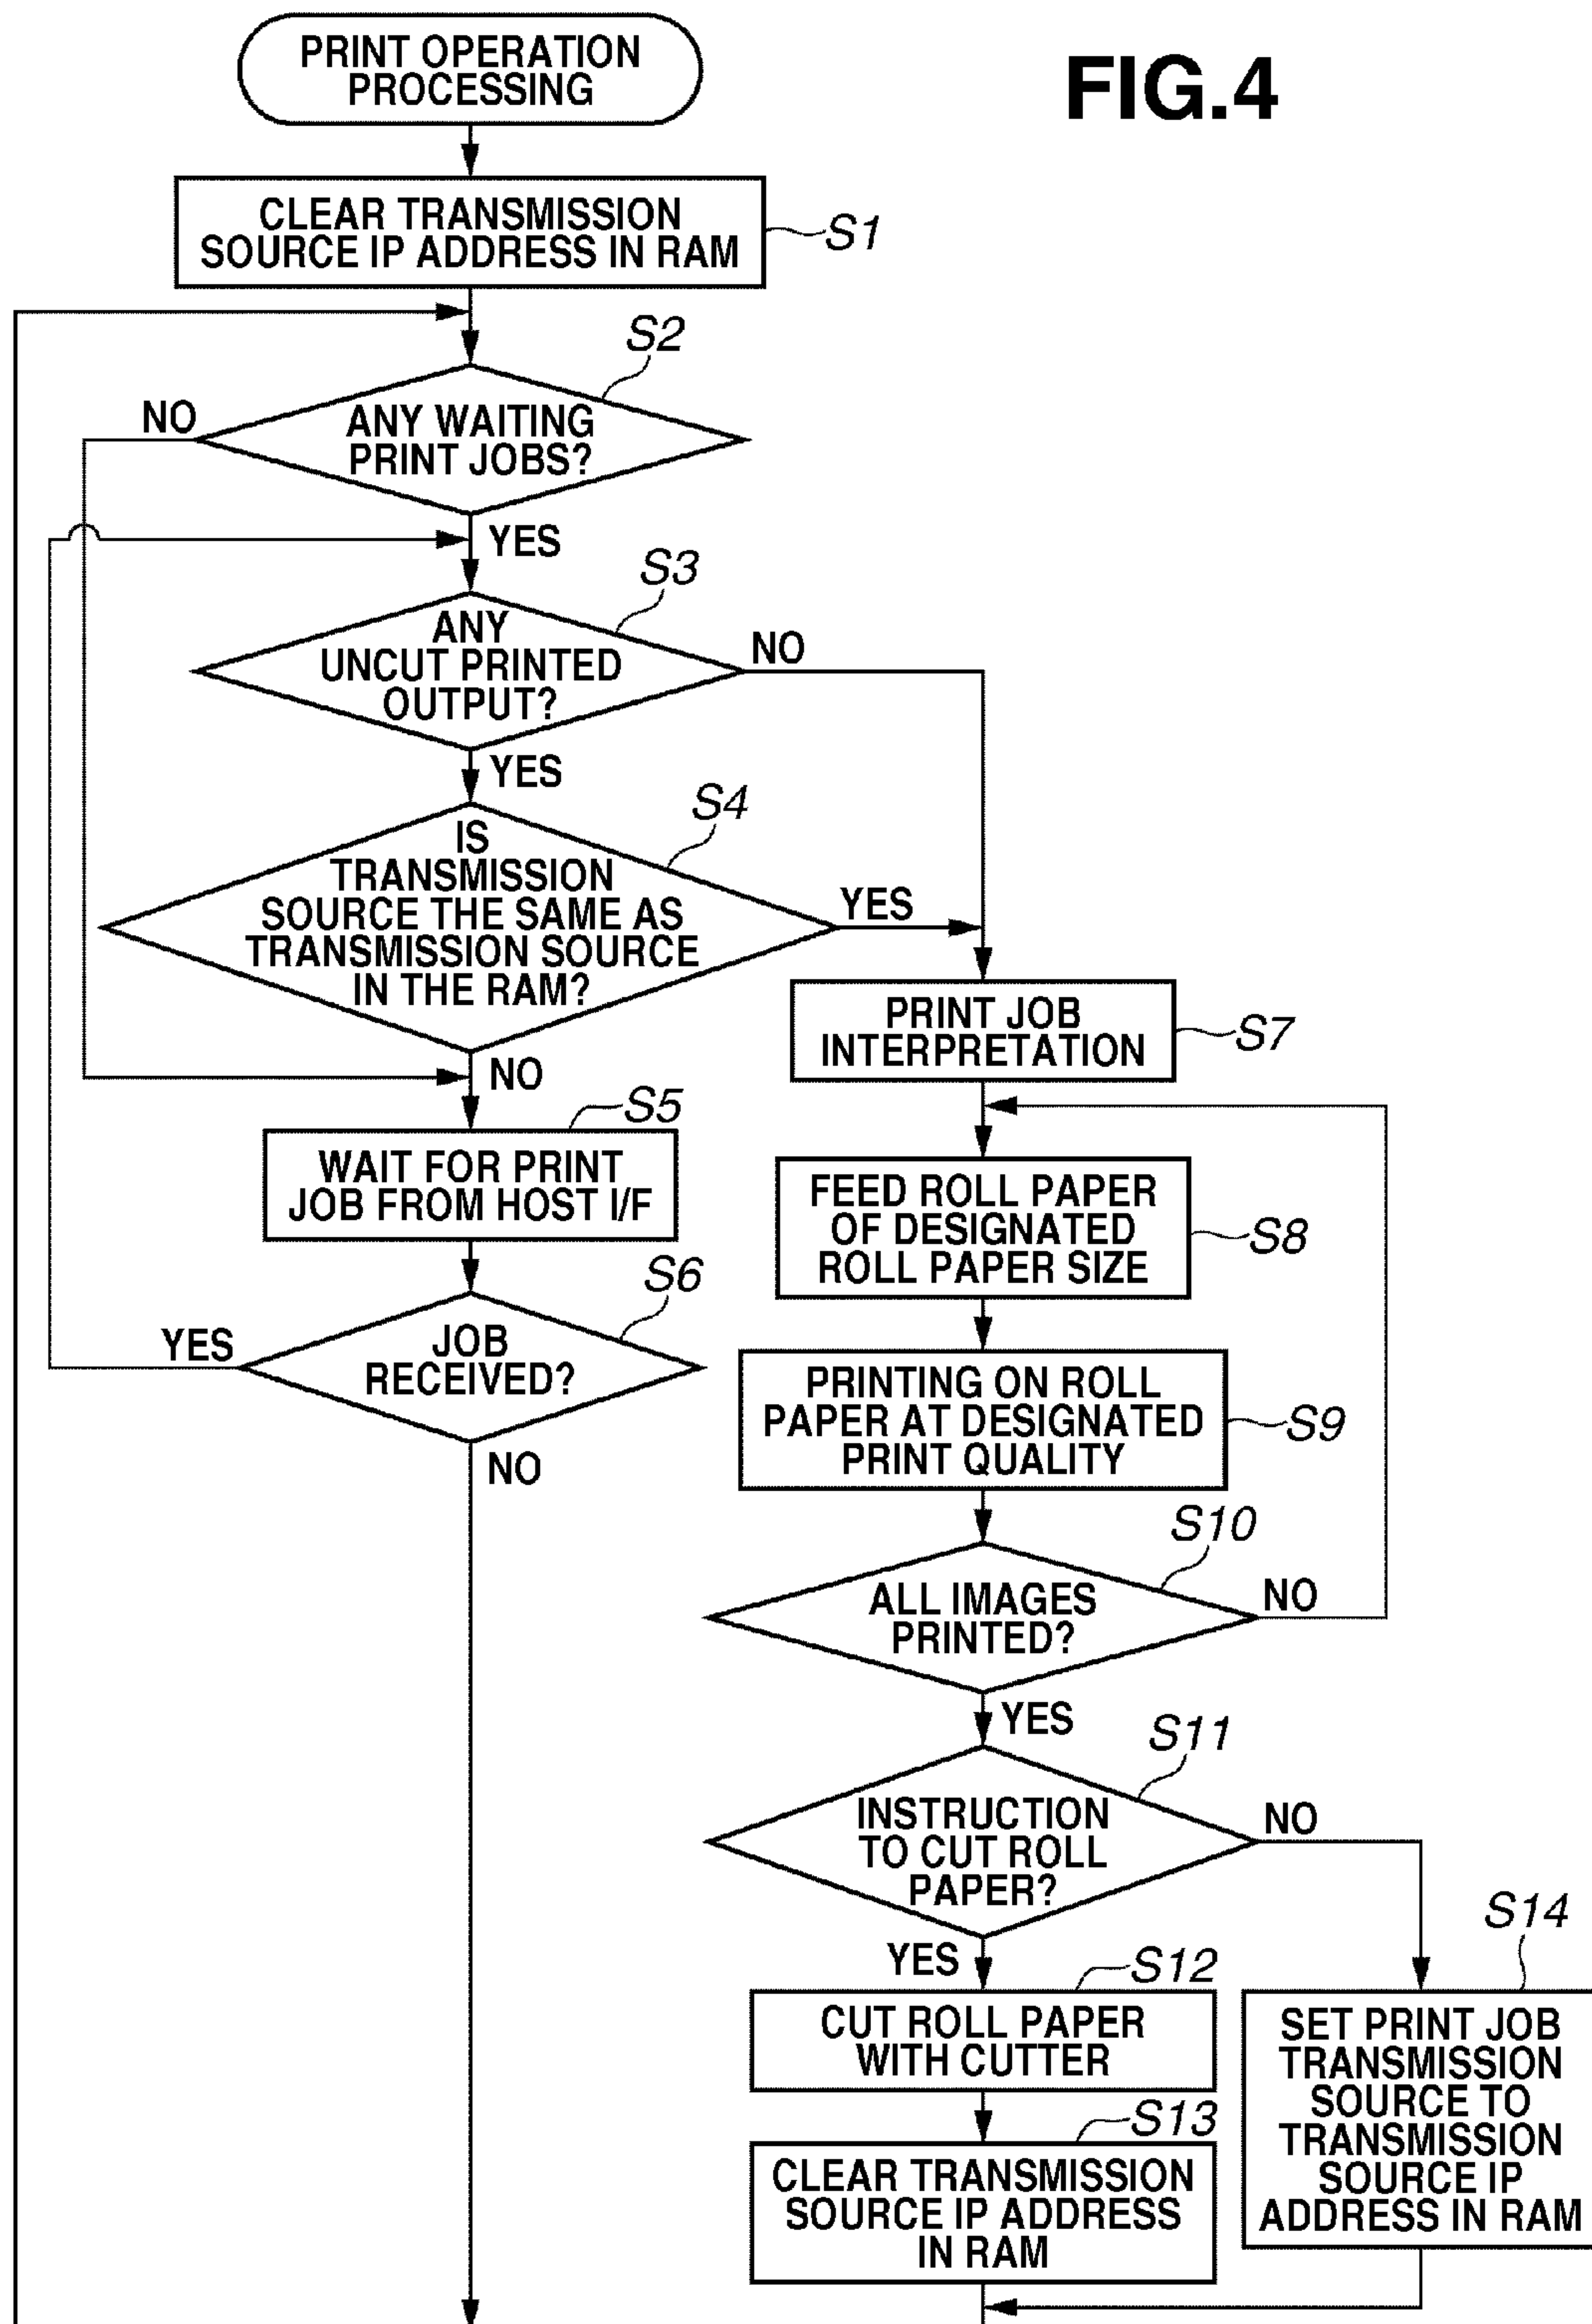 PRINT OPERATION
PROCESSING
FIG.4
CLEAR TRANSMISSION
SOURCE IP ADDRESS IN RAM
S1
S2
NO
ANY WAITING
PRINT JOBS?
YES
S3
ANY
UNCUT PRINTED
OUTPUT?
NO
YES
S4
IS
TRANSMISSION
SOURCE THE SAME AS
TRANSMISSION SOURCE
IN THE RAM?
YES
NO
S5
WAIT FOR PRINT
JOB FROM HOST I/F
S6
YES
JOB
RECEIVED?
NO
PRINT JOB
INTERPRETATION
S7
FEED ROLL PAPER
OF DESIGNATED
ROLL PAPER SIZE
S8
PRINTING ON ROLL
PAPER AT DESIGNATED
PRINT QUALITY
S9
S10
ALL IMAGES
PRINTED?
NO
YES
S11
INSTRUCTION
TO CUT ROLL
PAPER?
NO
YES
S12
CUT ROLL PAPER
WITH CUTTER
S13
CLEAR TRANSMISSION
SOURCE IP ADDRESS
IN RAM
S14
SET PRINT JOB
TRANSMISSION
SOURCE TO
TRANSMISSION
SOURCE IP
ADDRESS IN RAM